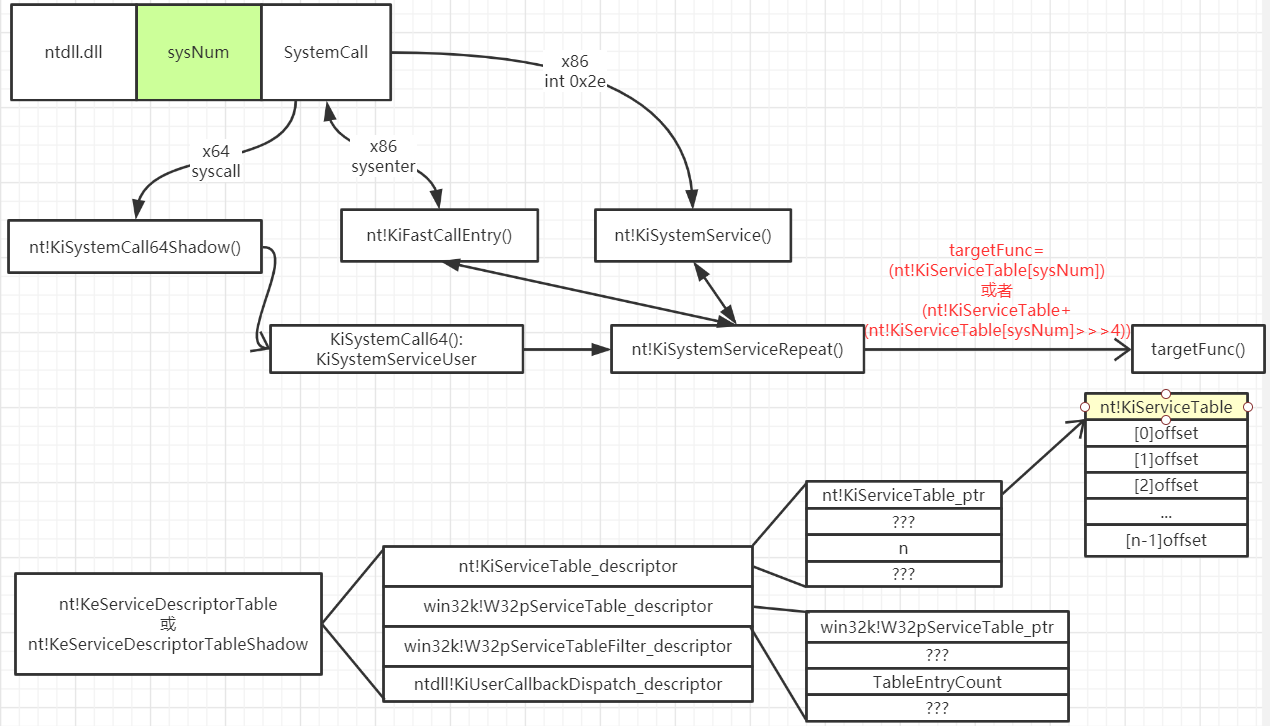 ntdll.dll
sysNum
SystemCall
x86
int 0x2e
x64
syscall
x86
sysenter
nt!KiSystemCall64Shadow()
nt!KiFastCallEntry()
nt!KiSystemService()
targetFunc=
(nt!KiServiceTable[sysNum])
或者
(nt!KiServiceTable+
(nt!KiServiceTable[sysNum]>>>4))
KiSystemCall64():
KiSystemServiceUser
nt!KiSystemServiceRepeat()
targetFunc()
nt!KiServiceTable
[0]offset
[1]offset
[2]offset
...
[n-1]offset
nt!KiServiceTable_ptr
???
n
???
nt!KeServiceDescriptorTable
或
nt!KeServiceDescriptorTableShadow
nt!KiServiceTable_descriptor
win32k!W32pServiceTable_descriptor
win32k!W32pServiceTableFilter_descriptor
ntdll!KiUserCallbackDispatch_descriptor
win32k!W32pServiceTable_ptr
???
TableEntryCount
???